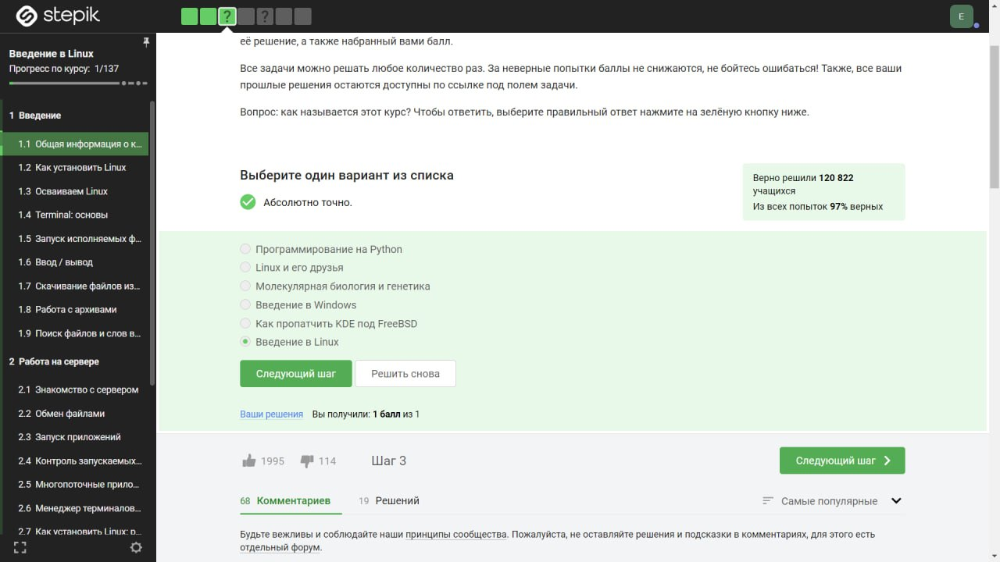 stepik
?
?
E
Введение в Linux
Прогресс по курсу: 1/137
1 Введение
1.1 Общая информация о к...
1.2 Как установить Linux
1.3 Осваиваем Linux
1.4 Terminal: основы
1.5 Запуск исполняемых ф...
1.6 Ввод / вывод
1.7 Скачивание файлов из...
1.8 Работа с архивами
1.9 Поиск файлов и слов в...
2 Работа на сервере
2.1 Знакомство с сервером
2.2 Обмен файлами
2.3 Запуск приложений
2.4 Контроль запускаемых...
2.5 Многопоточные прило...
2.6 Менеджер терминалов...
2.7 Как установить Linux: р...
её решение, а также набранный вами балл.
Все задачи можно решать любое количество раз. За неверные попытки баллы не снижаются, не бойтесь ошибаться! Также, все ваши
прошлые решения остаются доступны по ссылке под полем задачи.
Вопрос: как называется этот курс? Чтобы ответить, выберите правильный ответ нажмите на зелёную кнопку ниже.
Выберите один вариант из списка
Абсолютно точно.
Верно решили 120 822
учащихся
Из всех попыток 97% верных
Программирование на Python
Linux и его друзья
Молекулярная биология и генетика
Введение в Windows
Как пропатчить KDE под FreeBSD
Введение в Linux
Следующий шаг Решить снова
Ваши решения Вы получили: 1 балл из 1
1995 114 Шаг 3 Следующий шаг
68 Комментариев 19 Решений Самые популярные
Будьте вежливы и соблюдайте наши принципы сообщества. Пожалуйста, не оставляйте решения и подсказки в комментариях, для этого есть
отдельный форум.